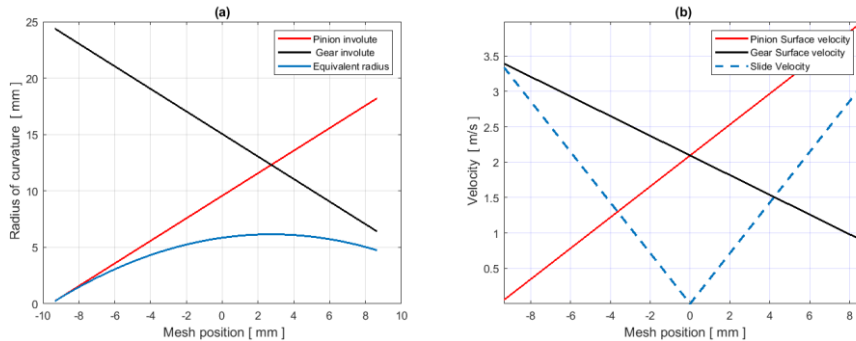 (a)
Radius of curvature [ mm ]
25
20
15
10
5
0
Pinion involute
Gear involute
Equivalent radius
-10 -8 -6 -4 -2 0 2 4 6 8 10
Mesh position [ mm ]
(b)
Velocity [ m/s ]
3.5
3
2.5
2
1.5
1
0.5
Pinion Surface velocity
Gear Surface velocity
Slide Velocity
-8 -6 -4 -2 0 2 4 6 8
Mesh position [ mm ]